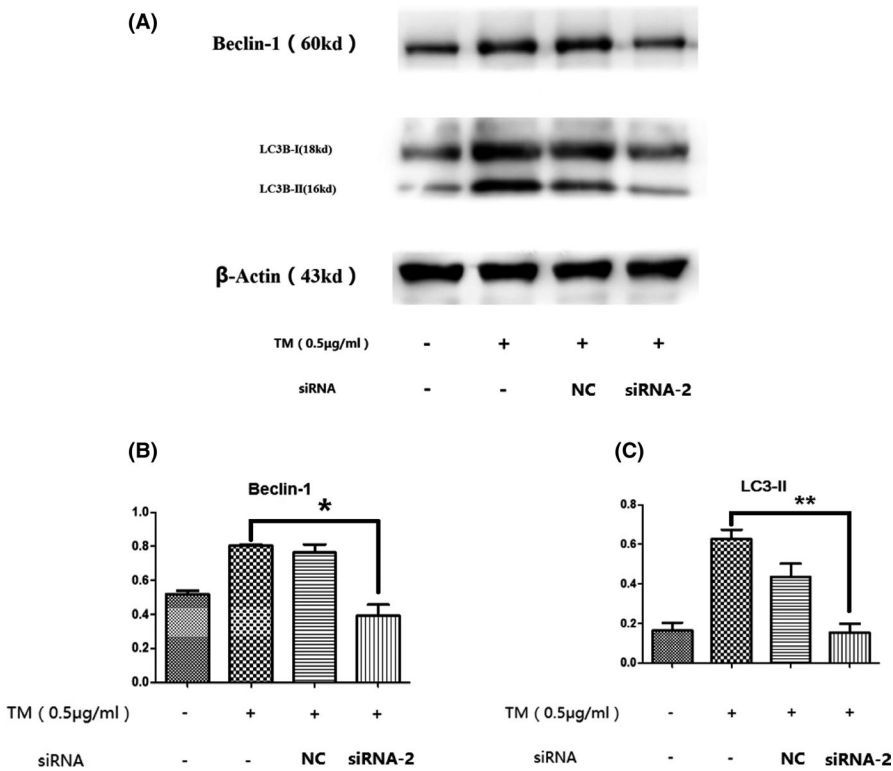 (A)
Beclin-1 ( 60kd )
LC3B-I(18kd)
LC3B-II(16kd)
β-Actin ( 43kd )
TM ( 0.5μg/ml ) - + + +
siRNA - - NC siRNA-2
(B)
Beclin-1
*
1.0
0.8
0.6
0.4
0.2
0.0
TM ( 0.5μg/ml ) - + + +
siRNA - - NC siRNA-2
(C)
LC3-II
**
0.8
0.6
0.4
0.2
0.0
TM ( 0.5μg/ml ) - + + +
siRNA - - NC siRNA-2